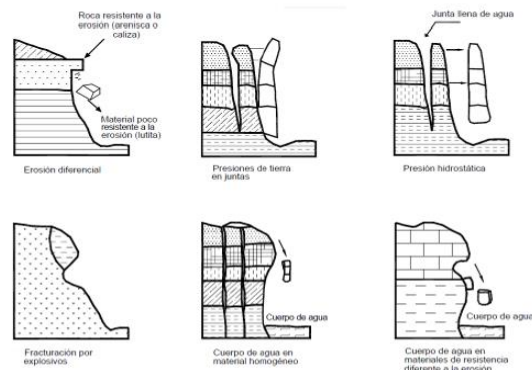 Roca resistente a la
erosión (arenisca o
caliza)
Material poco
resistente a la
erosión (lutita)
Erosión diferencial
Presiones de tierra
en juntas
Junta llena de agua
Presión hidrostática
Fracturación por
explosivos
Cuerpo de agua
Cuerpo de agua en
material homogéneo
Cuerpo de agua
Cuerpo de agua en
materiales de resistencia
diferente a la erosión